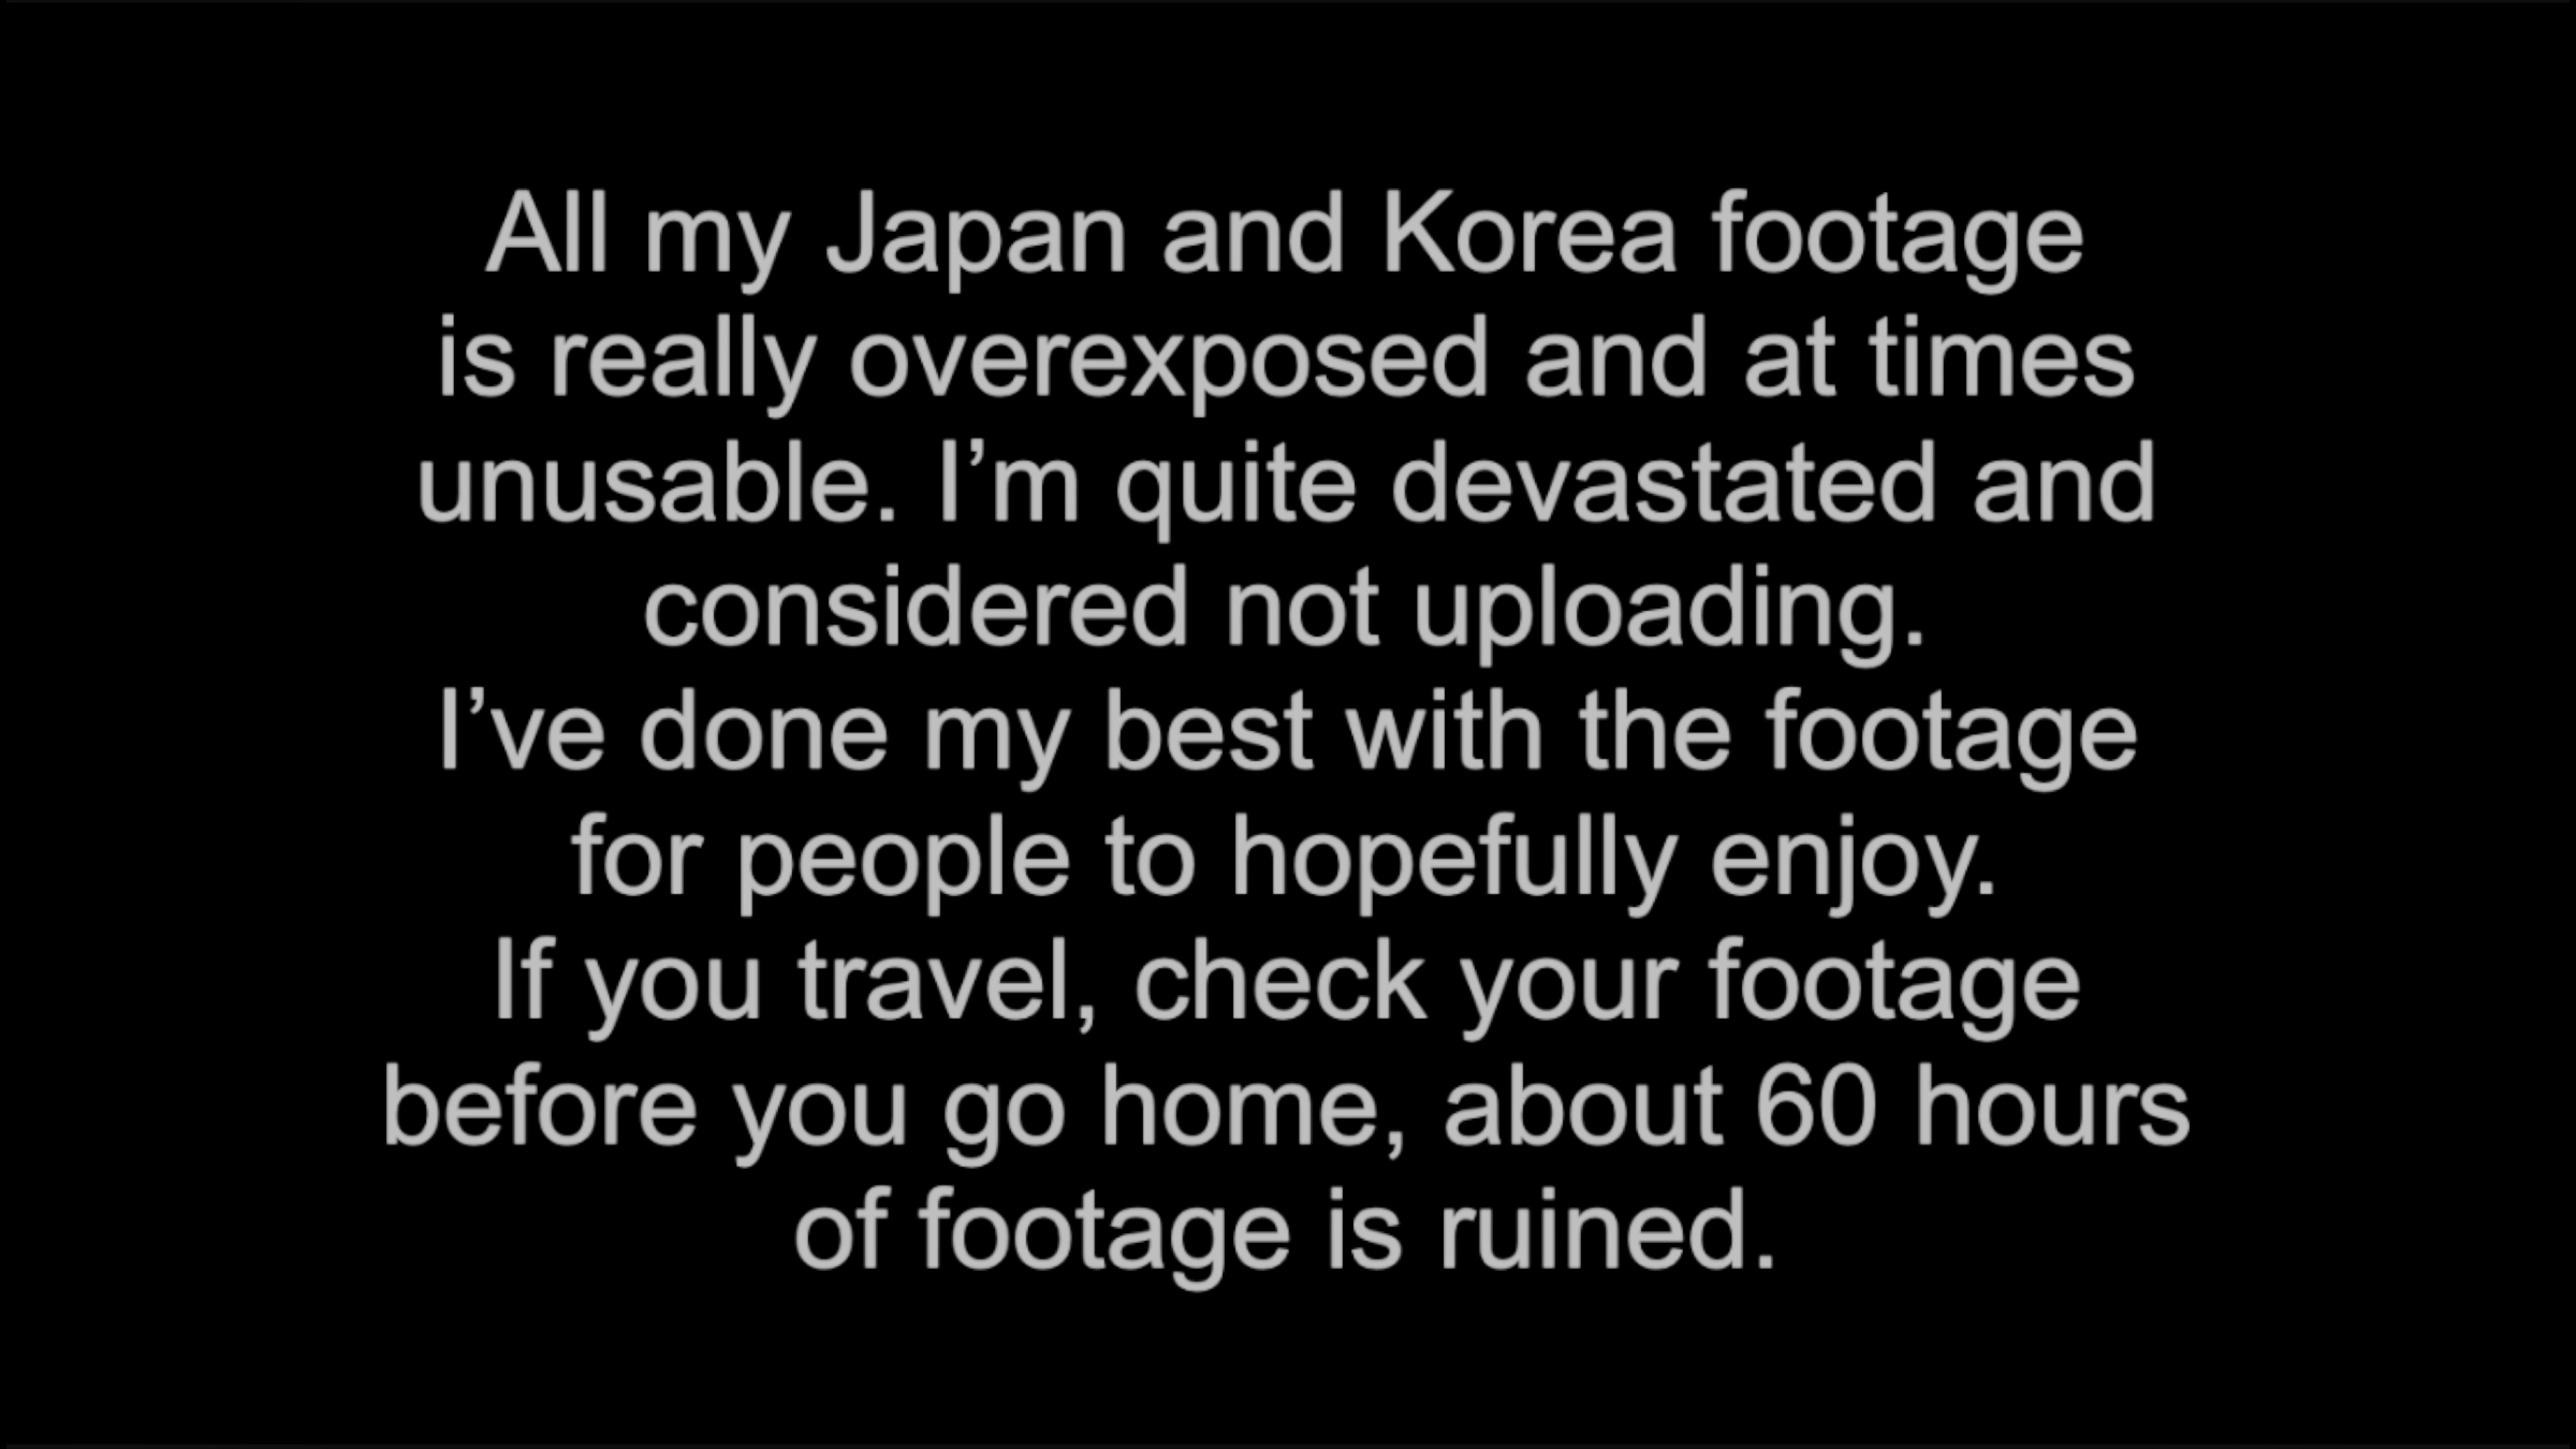 All my Japan and Korea footage
is really overexposed and at times
unusable. I’m quite devastated and
considered not uploading.
I’ve done my best with the footage
for people to hopefully enjoy.
If you travel, check your footage
before you go home, about 60 hours
of footage is ruined.